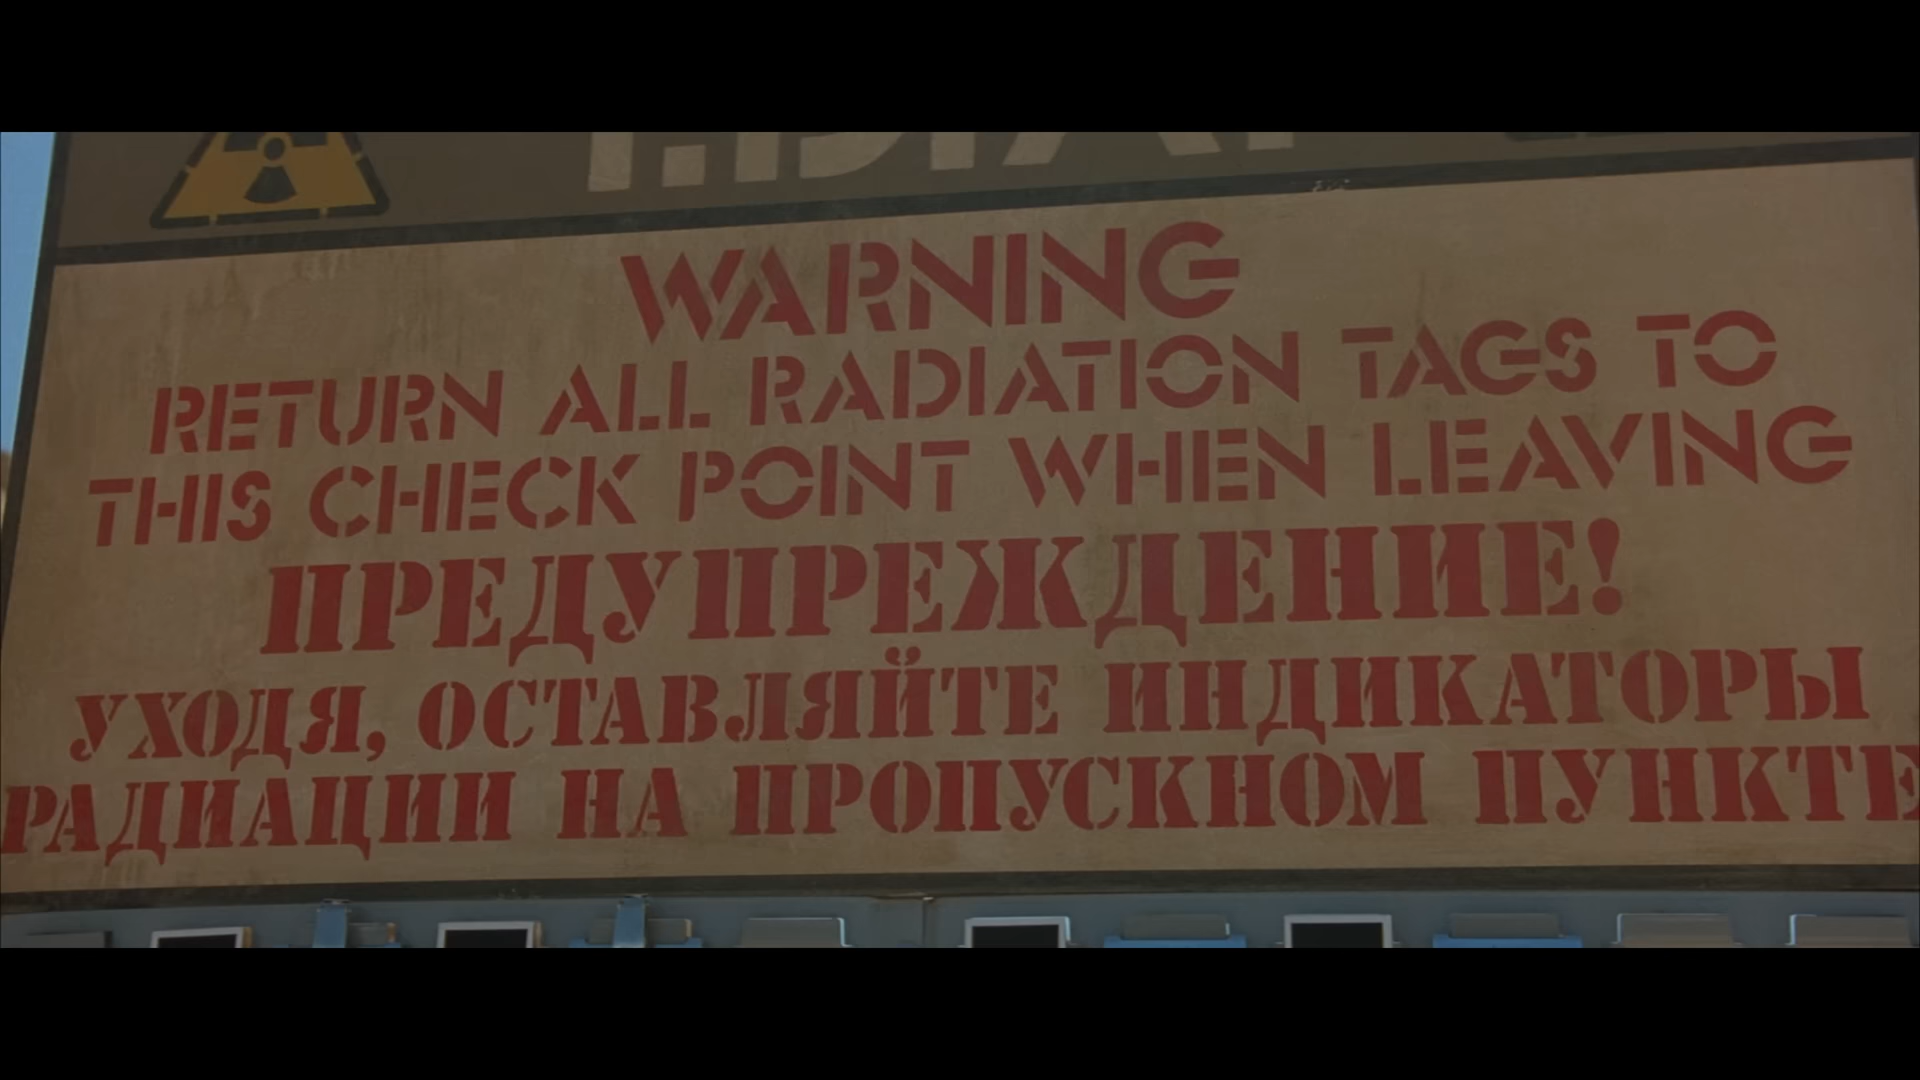 WARNING
RETURN ALL RADIATION TAGS TO
THIS CHECK POINT WHEN LEAVING
ПРЕДУПРЕЖДЕНИЕ!
УХОДЯ, ОСТАВЛЯЙТЕ ИНДИКАТОРЫ
РАДИАЦИИ НА ПРОПУСКНОМ ПУНКТЕ